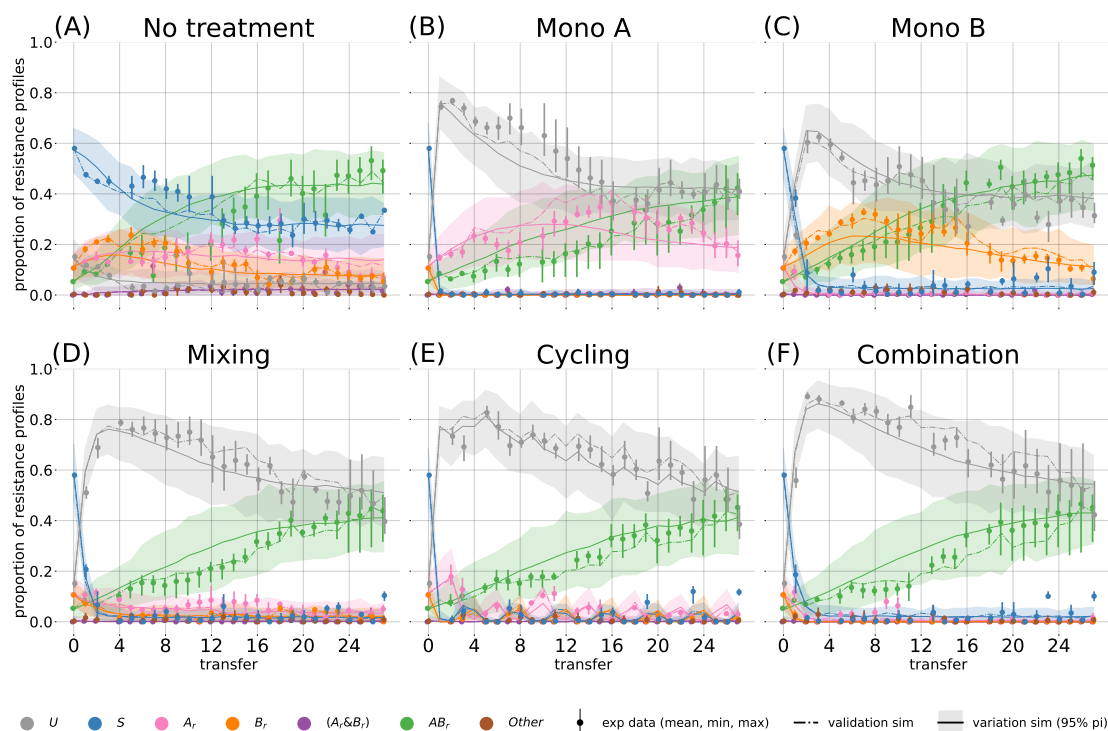 (A) No treatment (B) Mono A (C) Mono B
proportion of resistance profiles
1.0
0.8
0.6
0.4
0.2
0.0
(D) Mixing (E) Cycling (F) Combination
proportion of resistance profiles
1.0
0.8
0.6
0.4
0.2
0.0
0 4 8 12 16 20 24 0 4 8 12 16 20 24 0 4 8 12 16 20 24
transfer transfer transfer
U S Ar Br (Ar&Br) ABr Other exp data (mean, min, max) validation sim variation sim (95% pi)